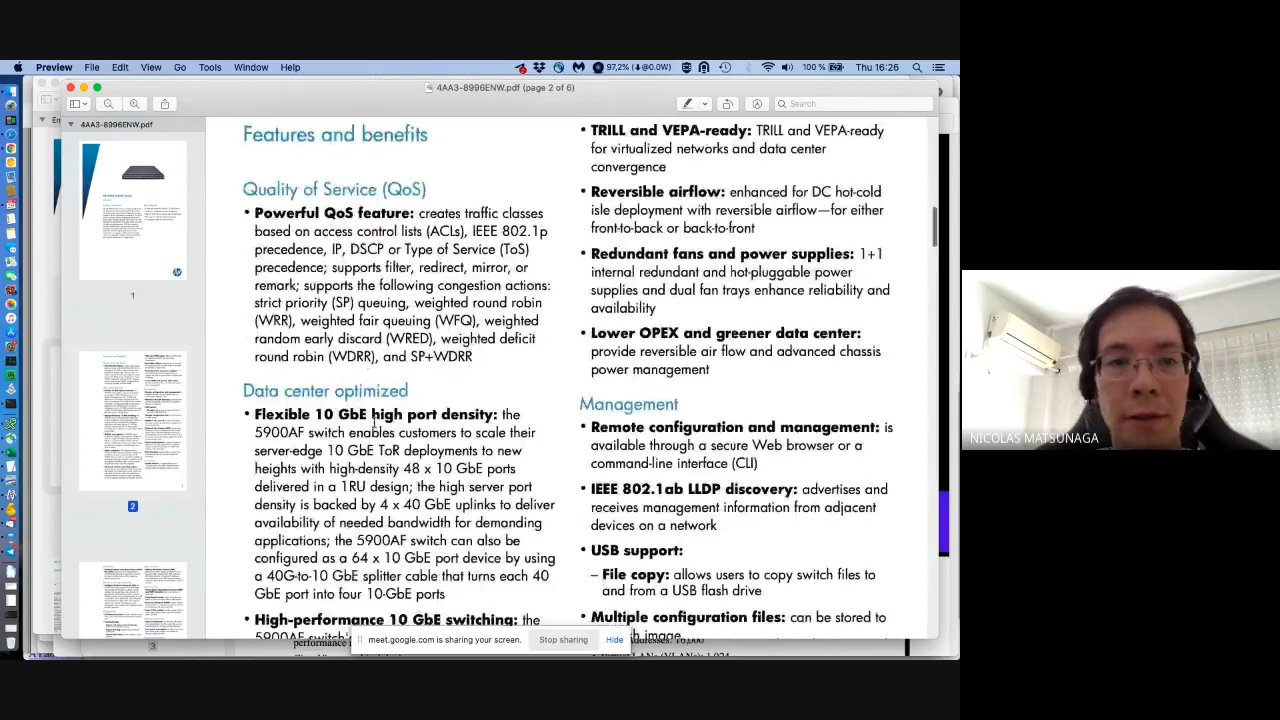 Preview File Edit View Go Tools Window Help
97,2% (⚡@0.0W)
100 %
Thu 16:26
4AA3-8996ENW.pdf (page 2 of 6)
Search
4AA3-8996ENW.pdf
1
2
3
Features and benefits
Quality of Service (QoS)
• Powerful QoS feature: creates traffic classes
based on access control lists (ACLs), IEEE 802.1p
precedence, IP, DSCP or Type of Service (ToS)
precedence; supports filter, redirect, mirror, or
remark; supports the following congestion actions:
strict priority (SP) queuing, weighted round robin
(WRR), weighted fair queuing (WFQ), weighted
random early discard (WRED), weighted deficit
round robin (WDRR), and SP+WDRR
Data center optimized
• Flexible 10 GbE high port density: the
5900AF switch enables customers to scale their
server-edge 10 GbE ToR deployments to new
heights with high-density 48 x 10 GbE ports
delivered in a 1RU design; the high server port
density is backed by 4 x 40 GbE uplinks to deliver
availability of needed bandwidth for demanding
applications; the 5900AF switch can also be
configured as a 64 x 10 GbE port device by using
a 40G-to-10 GbE splitter cable that turns each 40
GbE port into four 10-GbE ports
• High-performance 10 GbE switching: the
5900AF switch
• TRILL and VEPA-ready: TRILL and VEPA-ready
for virtualized networks and data center
convergence
• Reversible airflow: enhanced for DC hot-cold
isle deployment with reversible airflow—for either
front-to-back or back-to-front
• Redundant fans and power supplies: 1+1
internal redundant and hot-pluggable power
supplies and dual fan trays enhance reliability and
availability
• Lower OPEX and greener data center:
provide reversible air flow and advanced chassis
power management
Management
• Remote configuration and management: is
available through a secure Web browser or a
command-line interface (CLI)
• IEEE 802.1ab LLDP discovery: advertises and
receives management information from adjacent
devices on a network
• USB support:
– File copy: allows users to copy switch files to
and from a USB flash drive
• Multiple configuration files: can be stored to
image
meet.google.com is sharing your screen.
Stop sharing
Hide
NICOLAS MATSUNAGA